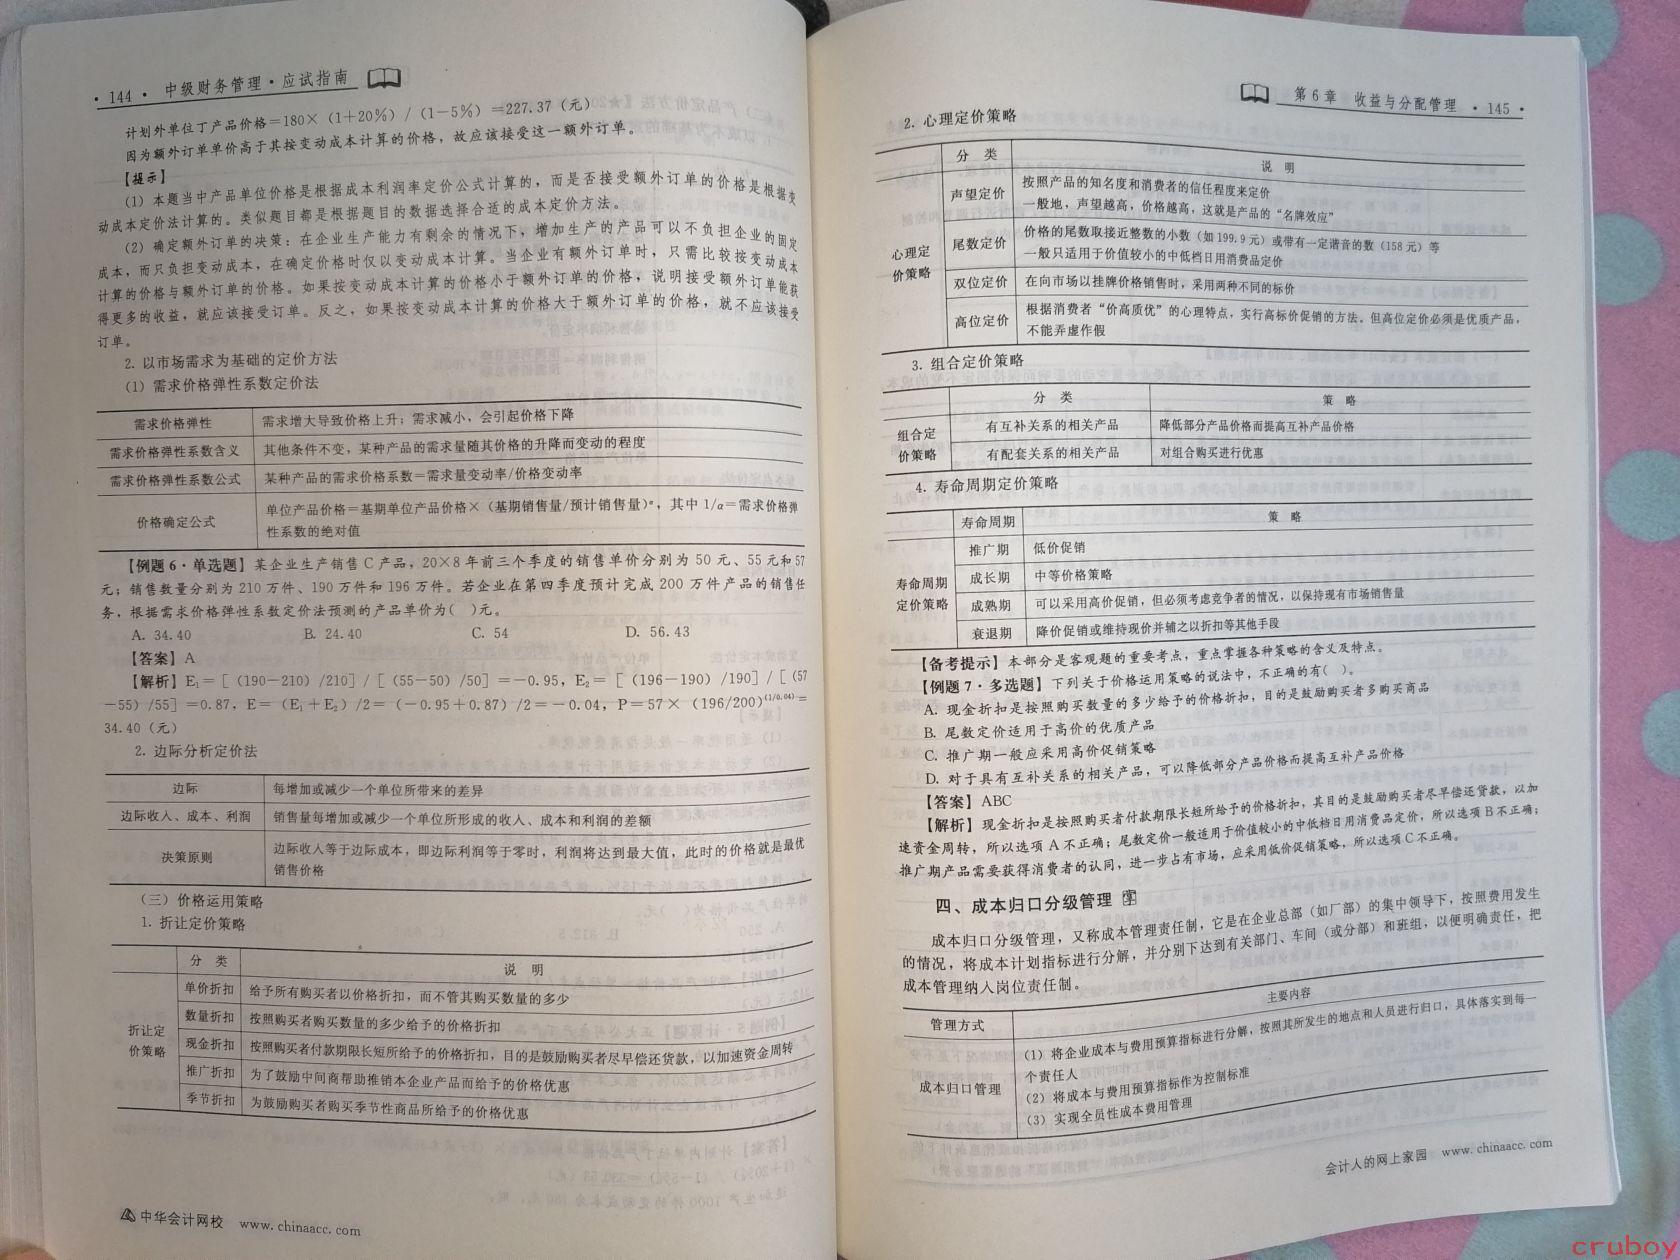 · 144 · 中级财务管理·应试指南
计划外单位丁产品价格=180×（1+20%）/（1-5%）=227.37（元）
因为额外订单单价高于其按变动成本计算的价格，故应该接受这一额外订单。
【提示】
（1）本题当中产品单位价格是根据成本利润率定价公式计算的，而是否接受额外订单的价格是根据变
动成本定价法计算的。类似题目都是根据题目的数据选择合适的成本定价方法。
（2）确定额外订单的决策：在企业生产能力有剩余的情况下，增加生产的产品可以不负担企业的固定
成本，而只负担变动成本，在确定价格时仅以变动成本计算。当企业有额外订单时，只需比较按变动成本
计算的价格与额外订单的价格。如果按变动成本计算的价格小于额外订单的价格，说明接受额外订单能获
得更多的收益，就应该接受订单。反之，如果按变动成本计算的价格大于额外订单的价格，就不应该接受
订单。
2. 以市场需求为基础的定价方法
（1）需求价格弹性系数定价法
需求价格弹性 需求增大导致价格上升；需求减小，会引起价格下降
需求价格弹性系数含义 其他条件不变，某种产品的需求量随其价格的升降而变动的程度
需求价格弹性系数公式 某种产品的需求价格系数=需求量变动率/价格变动率
价格确定公式 单位产品价格=基期单位产品价格×（基期销售量/预计销售量）ᵅ，其中 1/α=需求价格弹
性系数的绝对值
【例题 6·单选题】某企业生产销售 C 产品，20×8 年前三个季度的销售单价分别为 50 元、55 元和 57
元；销售数量分别为 210 万件、190 万件和 196 万件。若企业在第四季度预计完成 200 万件产品的销售任
务，根据需求价格弹性系数定价法预测的产品单价为（ ）元。
A. 34.40 B. 24.40 C. 54 D. 56.43
【答案】A
【解析】E₁=［（190-210）/210］/［（55-50）/50］=-0.95，E₂=［（196-190）/190］/［（57
-55）/55］=0.87，E=（E₁+E₂）/2=（-0.95+0.87）/2=-0.04，P=57×（196/200）^(1/0.04)=
34.40（元）
2. 边际分析定价法
边际 每增加或减少一个单位所带来的差异
边际收入、成本、利润 销售量每增加或减少一个单位所形成的收入、成本和利润的差额
决策原则 边际收入等于边际成本，即边际利润等于零时，利润将达到最大值，此时的价格就是最优
销售价格
（三）价格运用策略
1. 折让定价策略
分 类 说 明
折让定价策略
单价折扣 给予所有购买者以价格折扣，而不管其购买数量的多少
数量折扣 按照购买者购买数量的多少给予的价格折扣
现金折扣 按照购买者付款期限长短所给予的价格折扣，目的是鼓励购买者尽早偿还货款，以加速资金周转
推广折扣 为了鼓励中间商帮助推销本企业产品而给予的价格优惠
季节折扣 为鼓励购买者购买季节性商品所给予的价格优惠
中华会计网校 www.chinaacc.com
第 6 章 收益与分配管理 · 145 ·
2. 心理定价策略
分 类 说 明
心理定价策略
声望定价 按照产品的知名度和消费者的信任程度来定价
一般地，声望越高，价格越高，这就是产品的“名牌效应”
尾数定价 价格的尾数取接近整数的小数（如 199.9 元）或带有一定谐音的数（158 元）等
一般只适用于价值较小的中低档日用消费品定价
双位定价 在向市场以挂牌价格销售时，采用两种不同的标价
高位定价 根据消费者“价高质优”的心理特点，实行高标价促销的方法。但高位定价必须是优质产品，
不能弄虚作假
3. 组合定价策略
分 类 策 略
组合定价策略
有互补关系的相关产品 降低部分产品价格而提高互补产品价格
有配套关系的相关产品 对组合购买进行优惠
4. 寿命周期定价策略
寿命周期 策 略
寿命周期定价策略
推广期 低价促销
成长期 中等价格策略
成熟期 可以采用高价促销，但必须考虑竞争者的情况，以保持现有市场销售量
衰退期 降价促销或维持现价并辅之以折扣等其他手段
【备考提示】本部分是客观题的重要考点，重点掌握各种策略的含义及特点。
【例题 7·多选题】下列关于价格运用策略的说法中，不正确的有（ ）。
A. 现金折扣是按照购买数量的多少给予的价格折扣，目的是鼓励购买者多购买商品
B. 尾数定价适用于高价的优质产品
C. 推广期一般应采用高价促销策略
D. 对于具有互补关系的相关产品，可以降低部分产品价格而提高互补产品价格
【答案】ABC
【解析】现金折扣是按照购买者付款期限长短所给予的价格折扣，其目的是鼓励购买者尽早偿还货款，以加
速资金周转，所以选项 A 不正确；尾数定价一般适用于价值较小的中低档日用消费品定价，所以选项 B 不正确；
推广期产品需要获得消费者的认同，进一步占有市场，应采用低价促销策略，所以选项 C 不正确。
四、成本归口分级管理
成本归口分级管理，又称成本管理责任制，它是在企业总部（如厂部）的集中领导下，按照费用发生
的情况，将成本计划指标进行分解，并分别下达到有关部门、车间（或分部）和班组，以便明确责任，把
成本管理纳入岗位责任制。
管理方式 主要内容
成本归口管理
（1）将企业成本与费用预算指标进行分解，按照其所发生的地点和人员进行归口，具体落实到每一
个责任人
（2）将成本与费用预算指标作为控制标准
（3）实现全员性成本费用管理
会计人的网上家园 www.chinaacc.com
cruboy